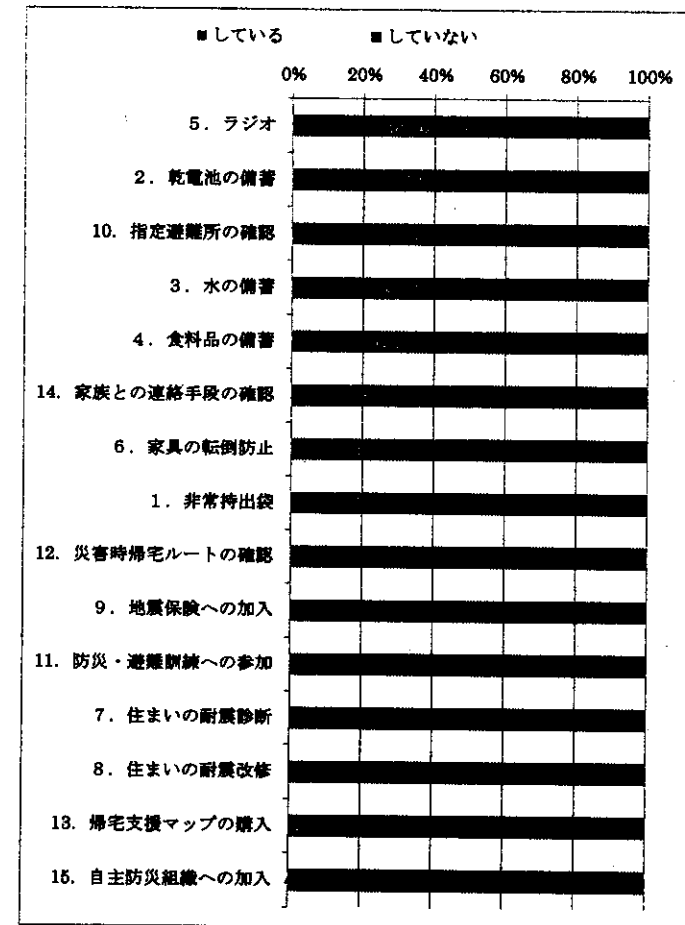 ■している ■していない
0% 20% 40% 60% 80% 100%
5．ラジオ
2．乾電池の備蓄
10．指定避難所の確認
3．水の備蓄
4．食料品の備蓄
14．家族との連絡手段の確認
6．家具の転倒防止
1．非常持出袋
12．災害時帰宅ルートの確認
9．地震保険への加入
11．防災・避難訓練への参加
7．住まいの耐震診断
8．住まいの耐震改修
13．帰宅支援マップの購入
15．自主防災組織への加入